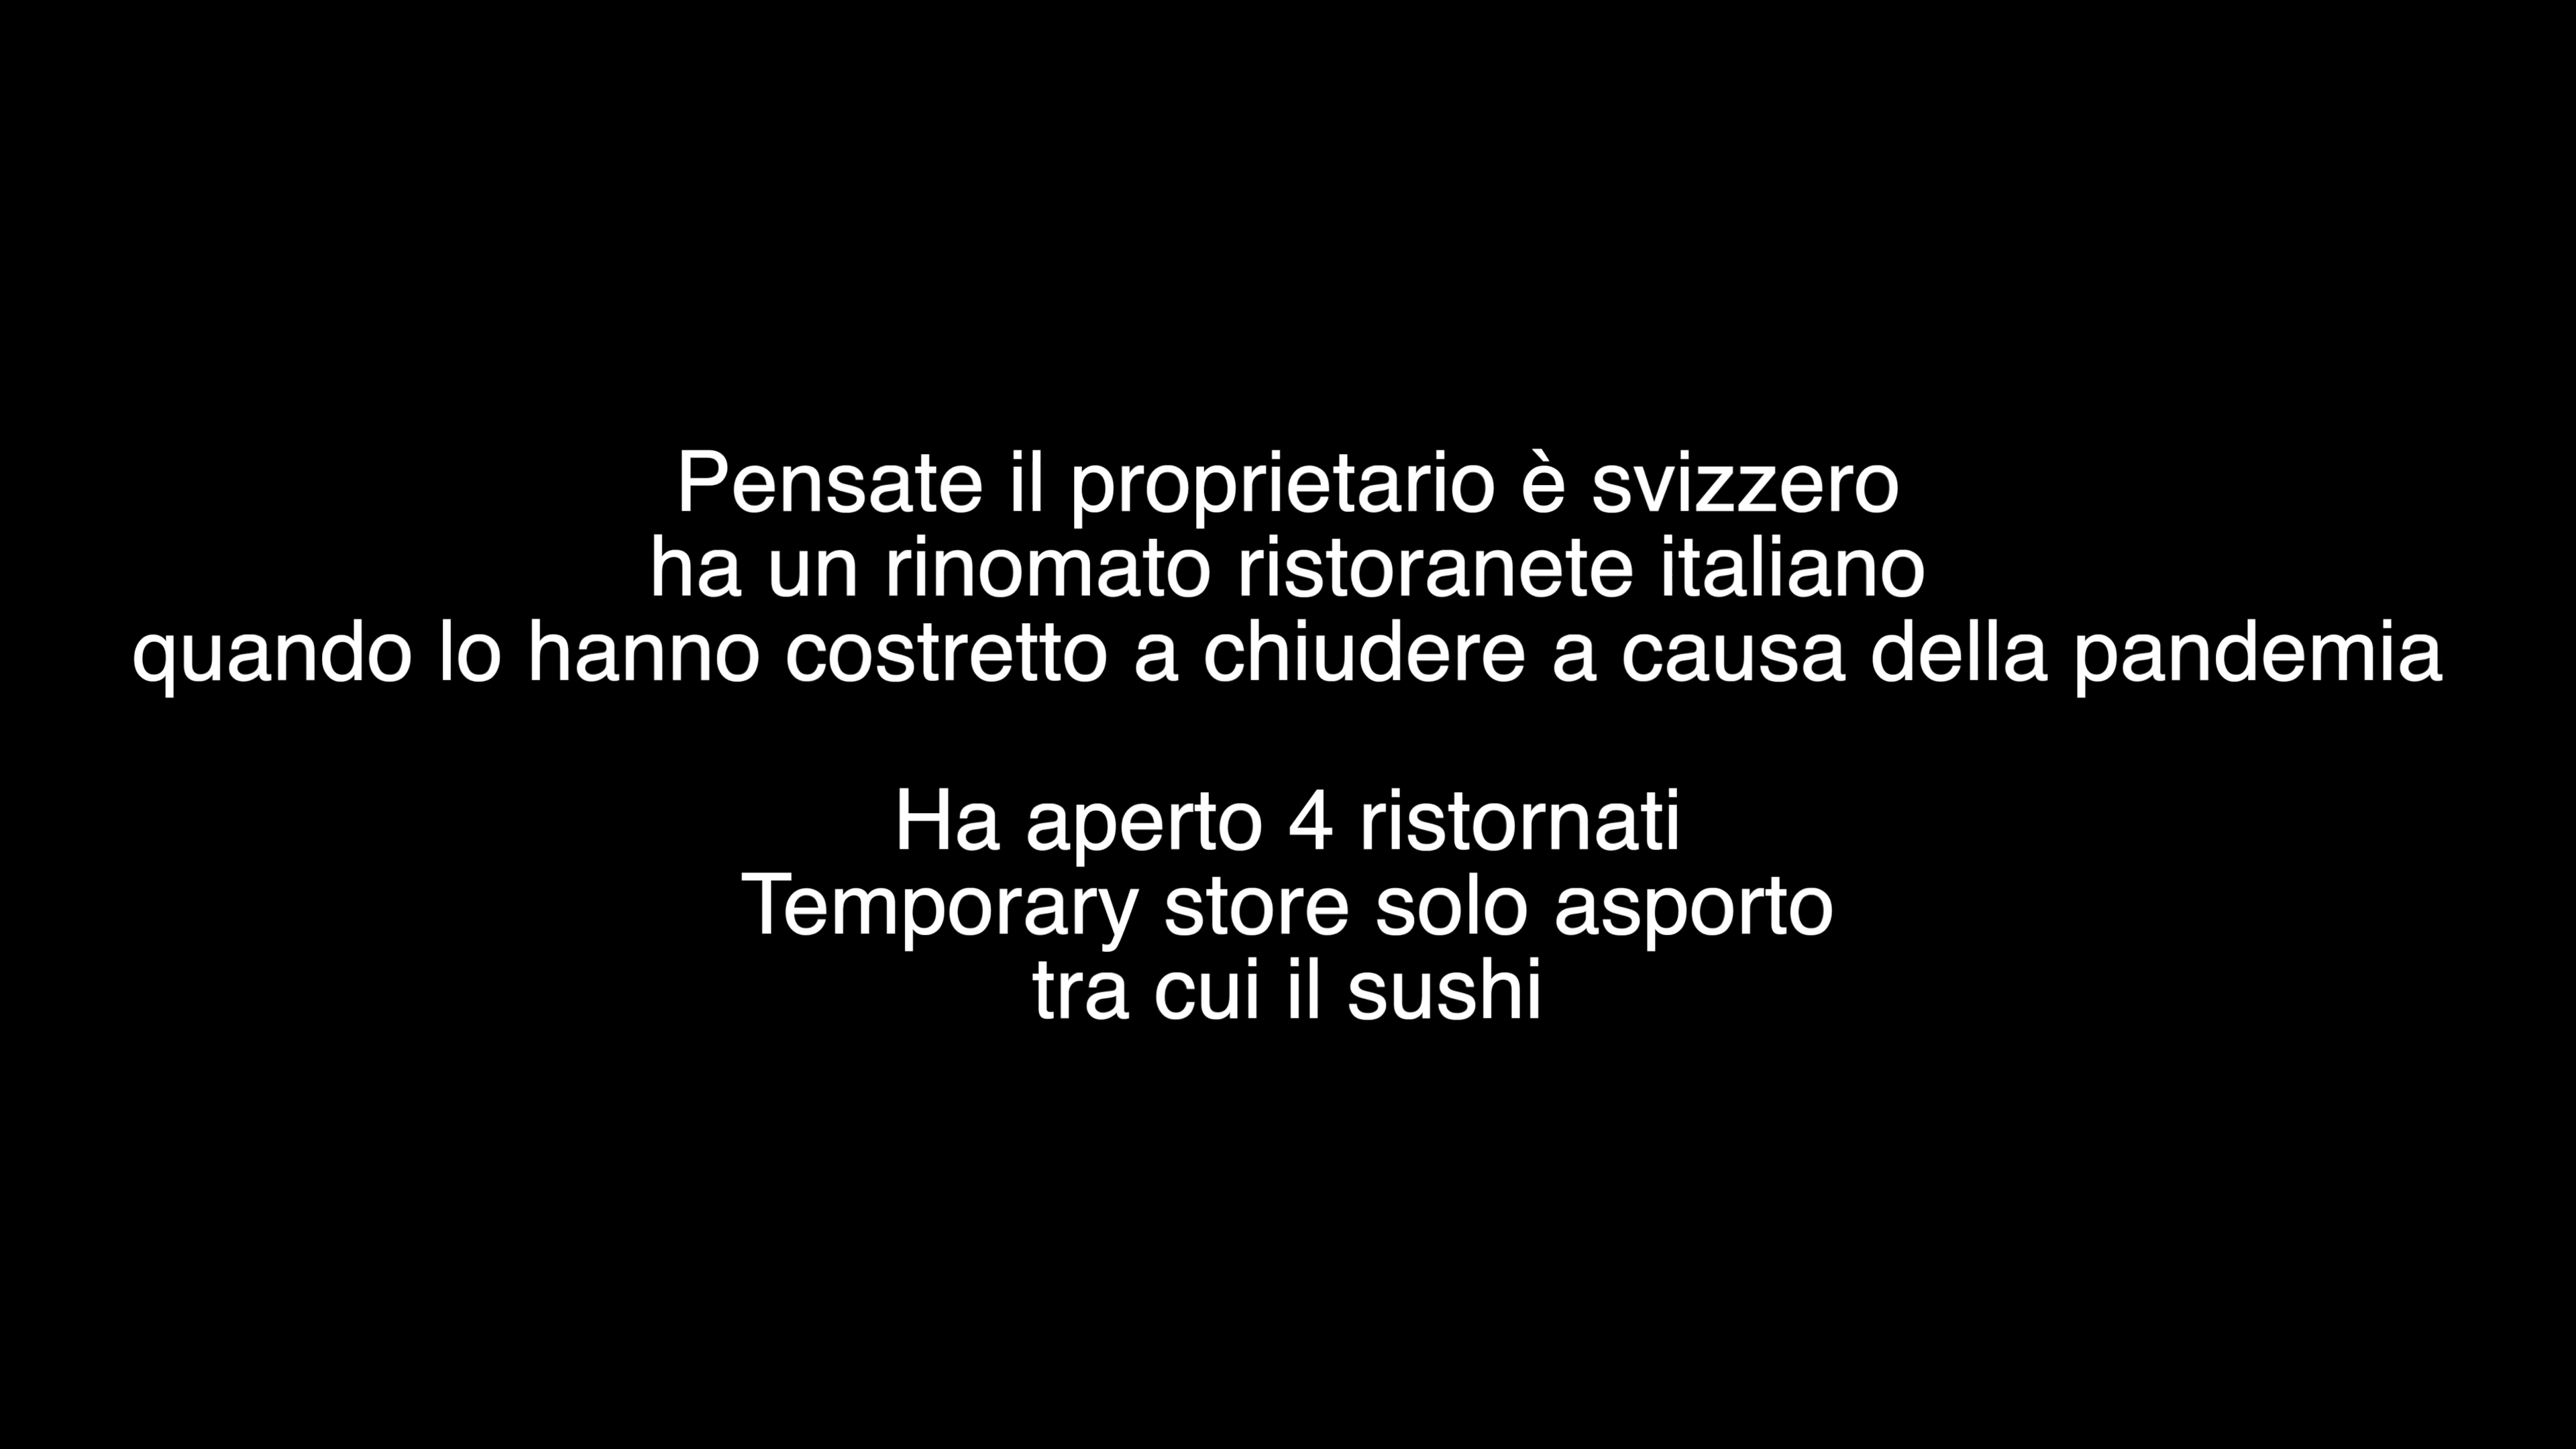 Pensate il proprietario è svizzero
ha un rinomato ristoranete italiano
quando lo hanno costretto a chiudere a causa della pandemia
Ha aperto 4 ristornati
Temporary store solo asporto
tra cui il sushi